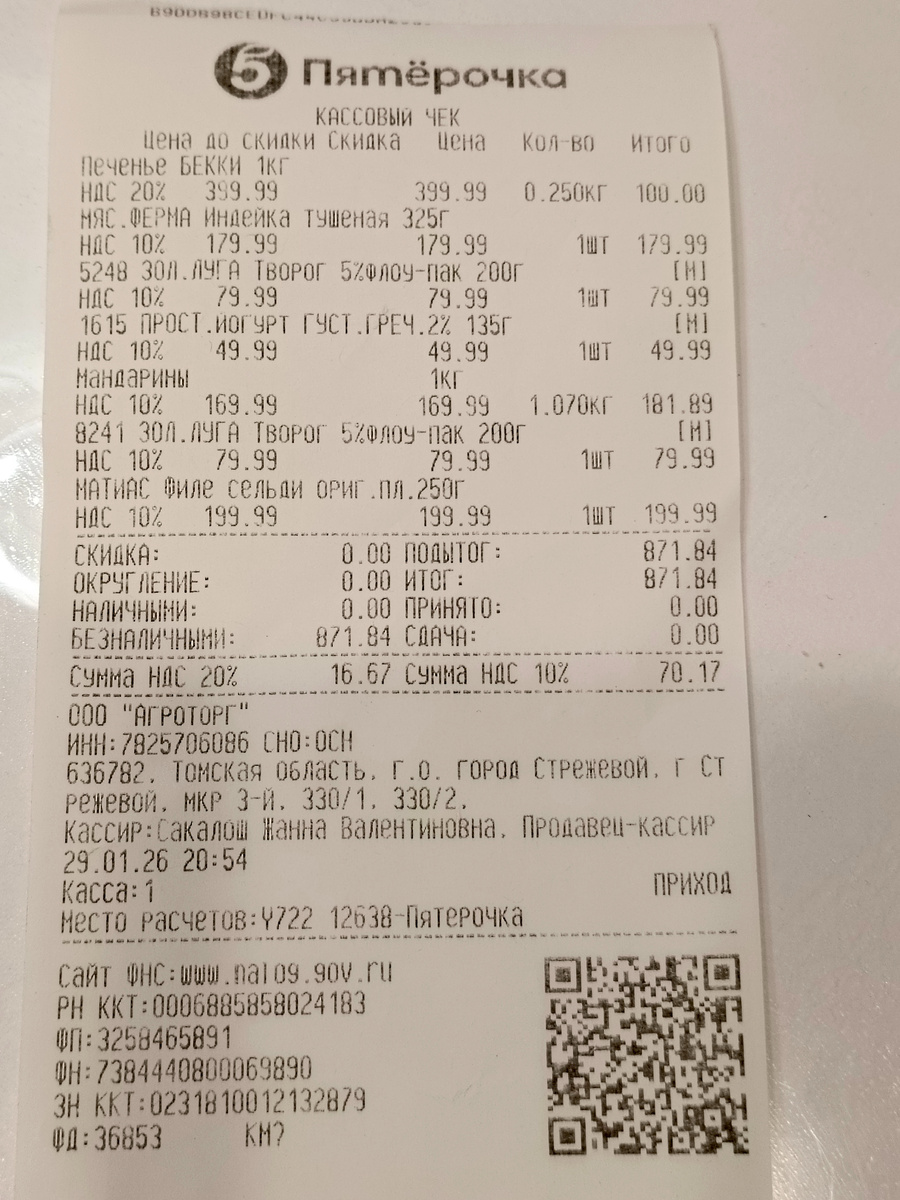 5 Пятёрочка
КАССОВЫЙ ЧЕК
Цена до скидки Скидка Цена Кол-во Итого
Печенье БЕККИ 1кг
НДС 20% 399.99 399.99 0.250кг 100.00
МЯС.ФЕРМА Индейка тушеная 325г
НДС 10% 179.99 179.99 1шт 179.99
5248 ЗОЛ.ЛУГА Творог 5%флоу-пак 200г [М]
НДС 10% 79.99 79.99 1шт 79.99
1615 ПРОСТ.ЙОГУРТ ГУСТ.ГРЕЧ.2% 135г [М]
НДС 10% 49.99 49.99 1шт 49.99
Мандарины 1кг
НДС 10% 169.99 169.99 1.070кг 181.89
8241 ЗОЛ.ЛУГА Творог 5%флоу-пак 200г [М]
НДС 10% 79.99 79.99 1шт 79.99
МАТИАС Филе сельди ориг.пл.250г
НДС 10% 199.99 199.99 1шт 199.99
СКИДКА: 0.00 ПОДЫТОГ: 871.84
ОКРУГЛЕНИЕ: 0.00 ИТОГ: 871.84
НАЛИЧНЫМИ: 0.00 ПРИНЯТО: 0.00
БЕЗНАЛИЧНЫМИ: 871.84 СДАЧА: 0.00
Сумма НДС 20% 16.67 Сумма НДС 10% 70.17
ООО "АГРОТОРГ"
ИНН:7825706086 СНО:ОСН
636782, Томская область, г.о. город Стрежевой, г Ст
режевой, мкр 3-й, 330/1, 330/2,
Кассир:Сакалош Жанна Валентиновна, Продавец-кассир
29.01.26 20:54
Касса:1 ПРИХОД
Место расчетов:Y722 12638-Пятерочка
Сайт ФНС:www.nalog.gov.ru
РН ККТ:0006885858024183
ФП:3258465891
ФН:7384440800069890
ЗН ККТ:0231810012132879
ФД:36853 КМ?